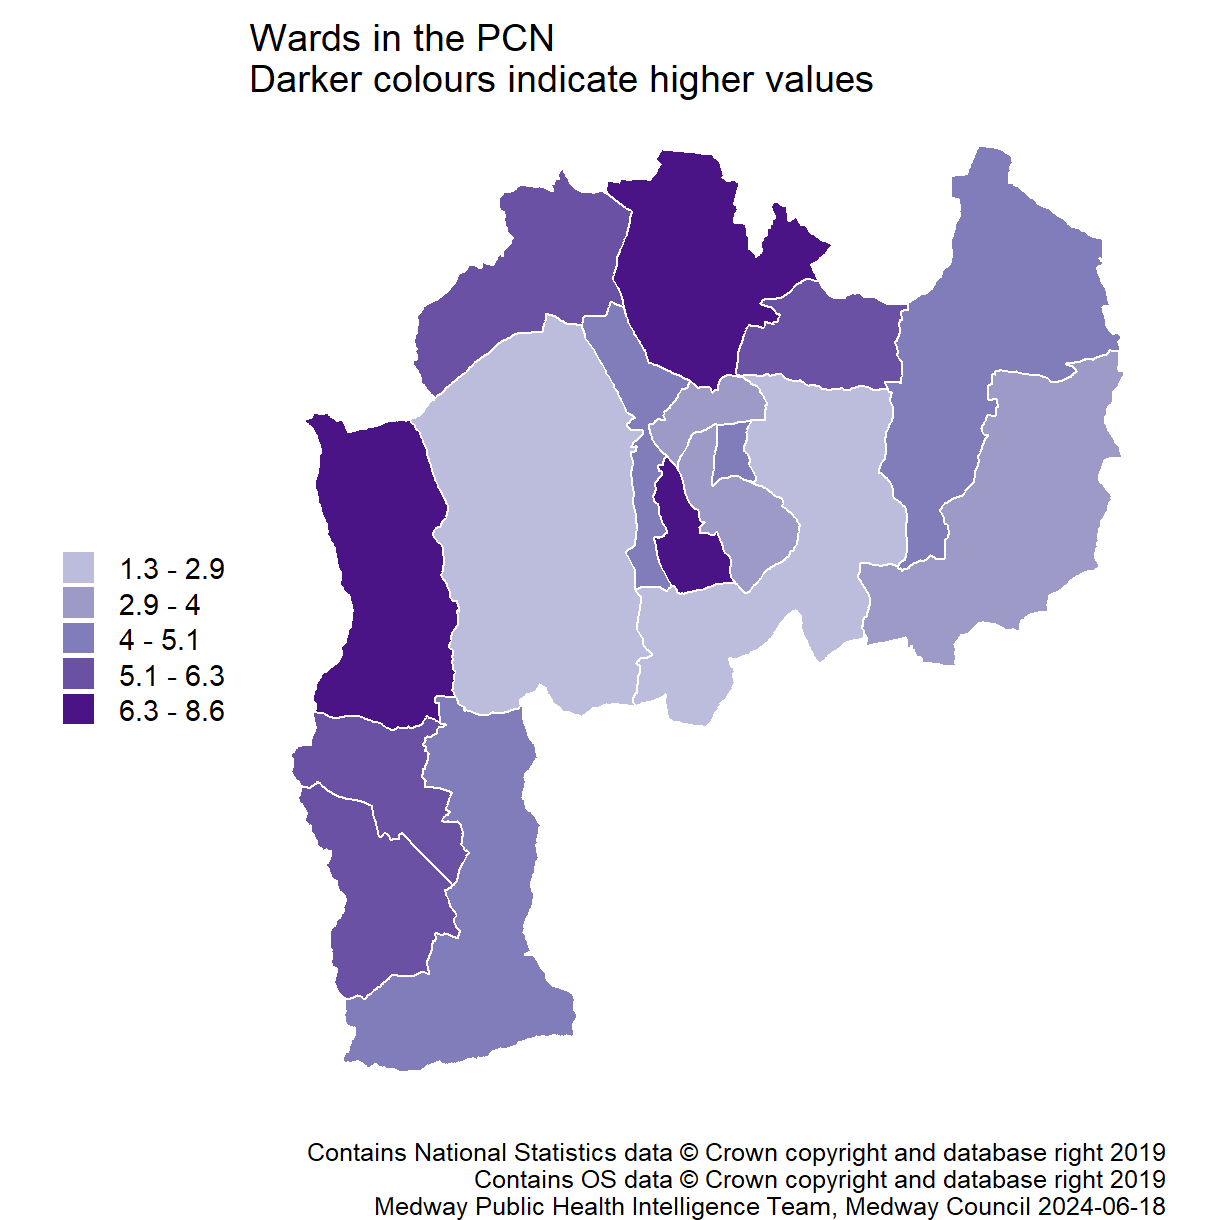 Wards in the PCN
Darker colours indicate higher values
1.3 - 2.9
2.9 - 4
4 - 5.1
5.1 - 6.3
6.3 - 8.6
Contains National Statistics data © Crown copyright and database right 2019
Contains OS data © Crown copyright and database right 2019
Medway Public Health Intelligence Team, Medway Council 2024-06-18